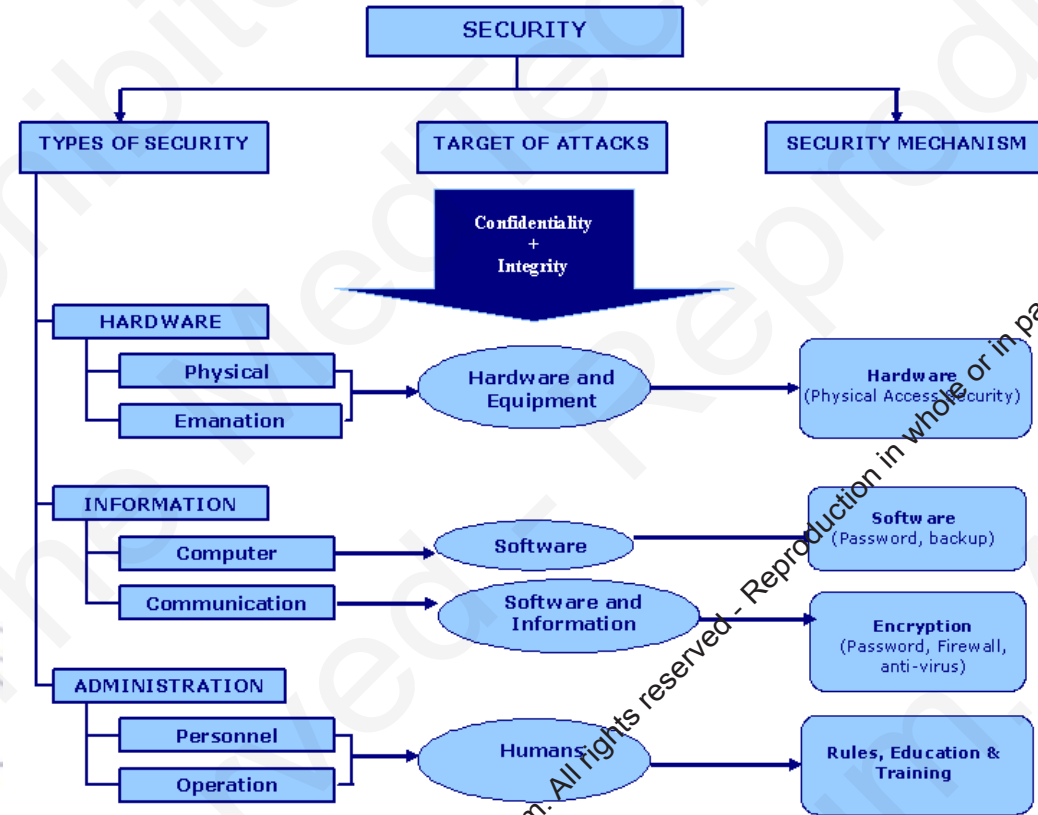 SECURITY
TYPES OF SECURITY
TARGET OF ATTACKS
SECURITY MECHANISM
Confidentiality
+
Integrity
HARDWARE
Physical
Emanation
Hardware and
Equipment
Hardware
(Physical Access Security)
INFORMATION
Computer
Communication
Software
Software and
Information
Software
(Password, backup)
Encryption
(Password, Firewall,
anti-virus)
ADMINISTRATION
Personnel
Operation
Humans
Rules, Education &
Training
All rights reserved - Reproduction in whole or in